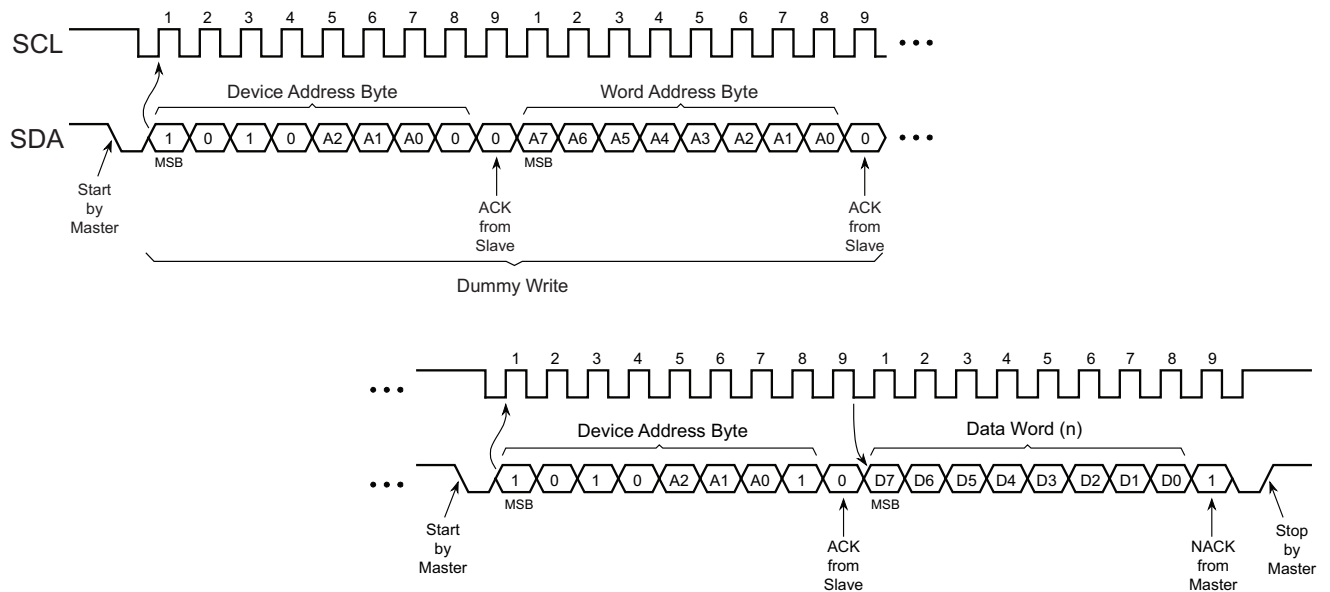 1 2 3 4 5 6 7 8 9 1 2 3 4 5 6 7 8 9
SCL
Device Address Byte Word Address Byte
SDA 1 0 1 0 A2 A1 A0 0 0 A7 A6 A5 A4 A3 A2 A1 A0 0
MSB MSB
Start
by
Master
ACK
from
Slave
ACK
from
Slave
Dummy Write
1 2 3 4 5 6 7 8 9 1 2 3 4 5 6 7 8 9
Device Address Byte Data Word (n)
1 0 1 0 A2 A1 A0 1 0 D7 D6 D5 D4 D3 D2 D1 D0 1
MSB MSB
Start
by
Master
ACK
from
Slave
NACK
from
Master
Stop
by
Master